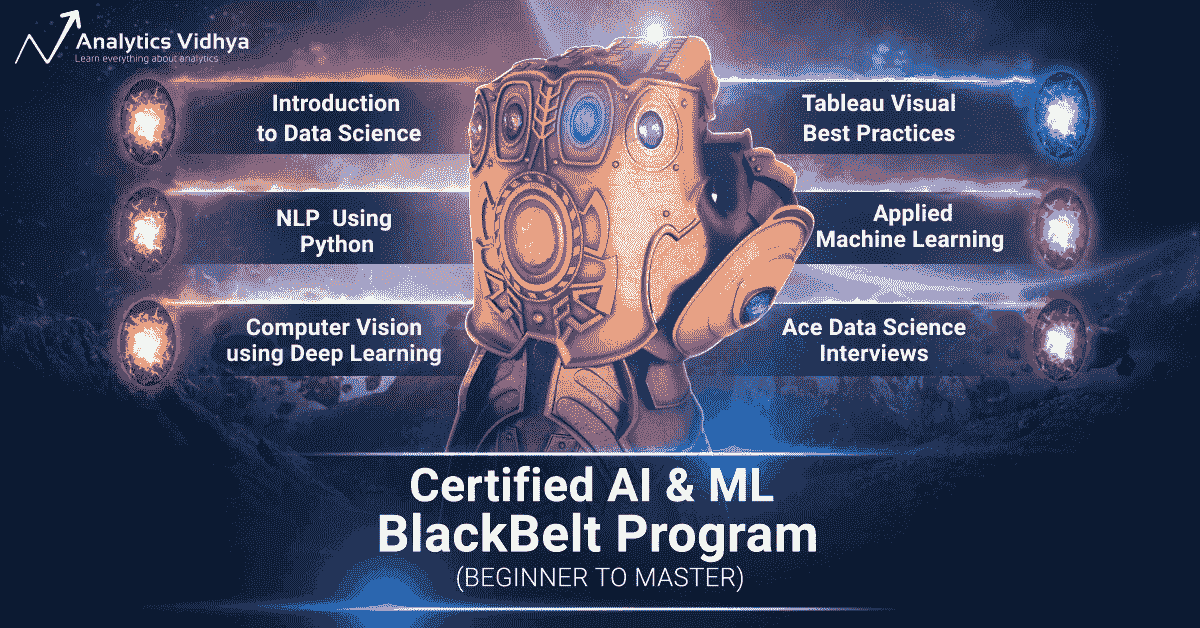 Analytics Vidhya
Learn everything about analytics
Introduction
to Data Science
NLP Using
Python
Computer Vision
using Deep Learning
Tableau Visual
Best Practices
Applied
Machine Learning
Ace Data Science
Interviews
Certified AI & ML
BlackBelt Program
(BEGINNER TO MASTER)